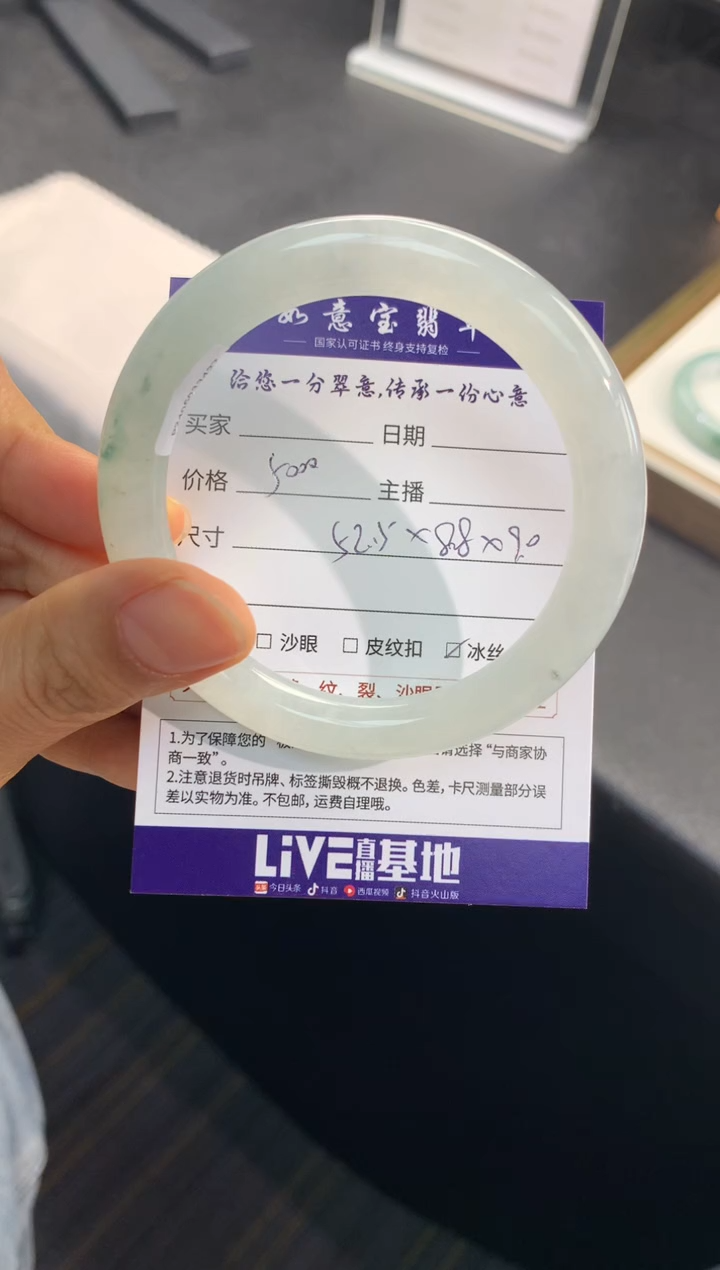 如意宝翡
国家认可证书 终身支持复检
洽您一分翠意,传承一份心意
买家 日期
价格 5000 主播
尺寸 52.5×8.8×9.0
□ 沙眼 □ 皮纹扣 ☑ 冰丝
纹、裂、沙眼
1.为了保障您的 请选择“与商家协
商一致”。
2.注意退货时吊牌、标签撕毁概不退换。色差,卡尺测量部分误
差以实物为准。不包邮,运费自理哦。
LiVE直播基地
头条 今日头条 抖音 西瓜视频 抖音火山版